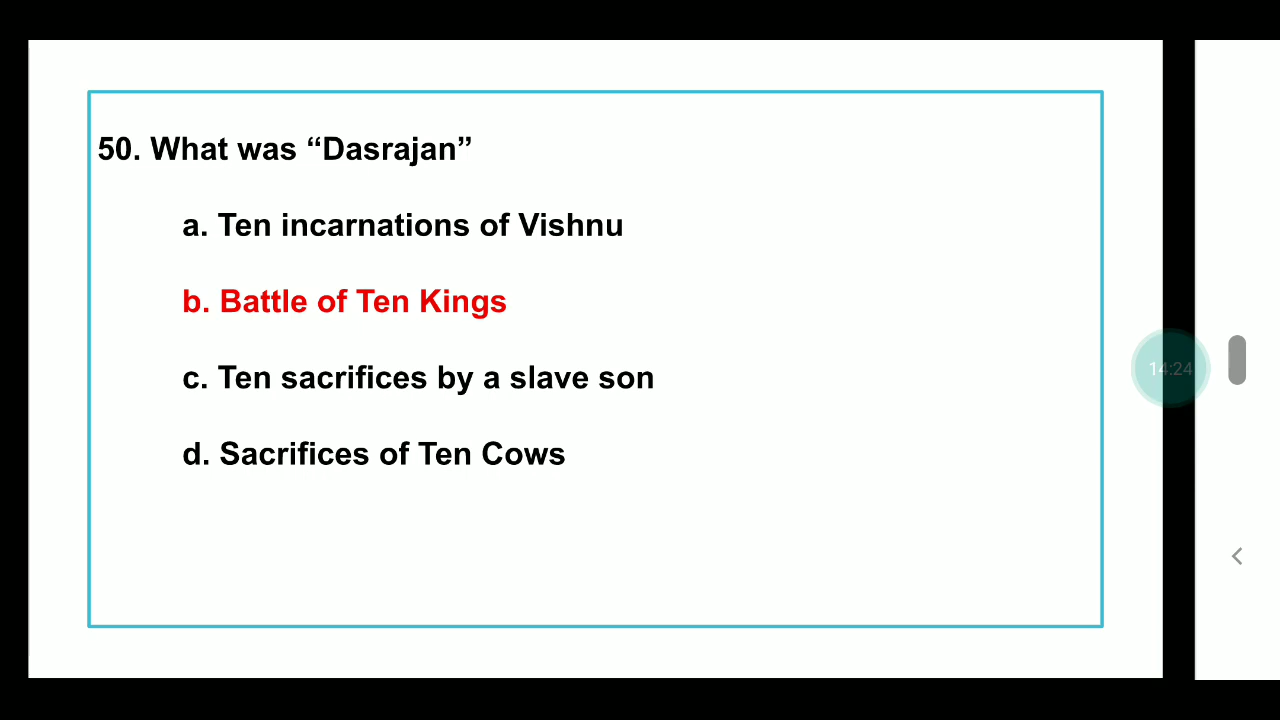 50. What was “Dasrajan”
a. Ten incarnations of Vishnu
b. Battle of Ten Kings
c. Ten sacrifices by a slave son
d. Sacrifices of Ten Cows
14:24